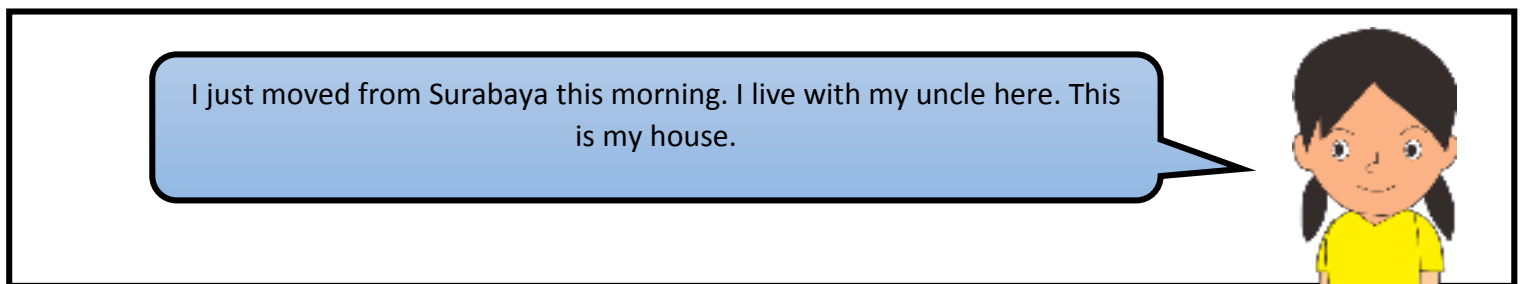 I just moved from Surabaya this morning. I live with my uncle here. This
is my house.